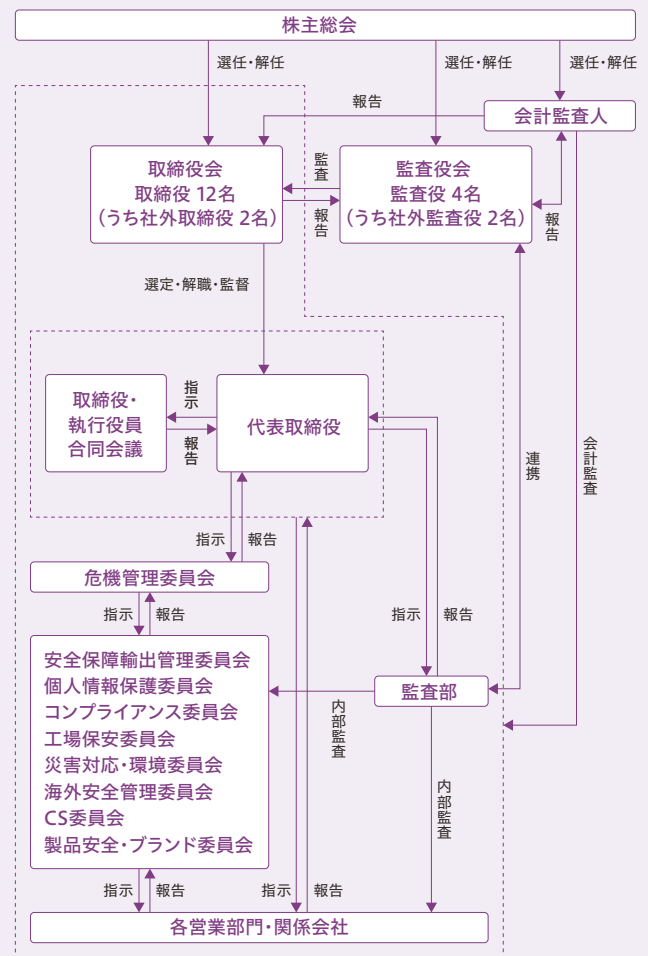 株主総会
選任・解任
選任・解任
選任・解任
報告
会計監査人
取締役会
取締役 12名
（うち社外取締役 2名）
監査
報告
監査役会
監査役 4名
（うち社外監査役 2名）
報告
選定・解職・監督
取締役・
執行役員
合同会議
指示
報告
代表取締役
連携
会計監査
指示
報告
危機管理委員会
指示
報告
指示
報告
安全保障輸出管理委員会
個人情報保護委員会
コンプライアンス委員会
工場保安委員会
災害対応・環境委員会
海外安全管理委員会
CS委員会
製品安全・ブランド委員会
監査部
内部監査
内部監査
指示
報告
指示
報告
各営業部門・関係会社